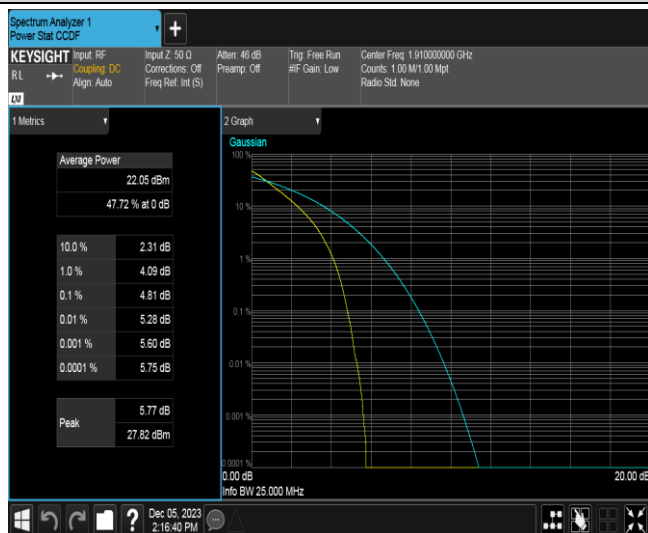 Spectrum Analyzer 1
Power Stat CCDF
+
KEYSIGHT
RL
LXI
Input: RF
Coupling: DC
Align: Auto
Input Z: 50 Ω
Corrections: Off
Freq Ref: Int (S)
Atten: 46 dB
Preamp: Off
Trig: Free Run
#IF Gain: Low
Center Freq: 1.910000000 GHz
Counts: 1.00 M/1.00 Mpt
Radio Std: None
1 Metrics
Average Power
22.05 dBm
47.72 % at 0 dB
10.0 % 2.31 dB
1.0 % 4.09 dB
0.1 % 4.81 dB
0.01 % 5.28 dB
0.001 % 5.60 dB
0.0001 % 5.75 dB
Peak
5.77 dB
27.82 dBm
2 Graph
Gaussian
100 %
10 %
1 %
0.1 %
0.01 %
0.001 %
0.0001 %
0.00 dB 20.00 dB
Info BW 25.000 MHz
?
Dec 05, 2023
2:16:40 PM